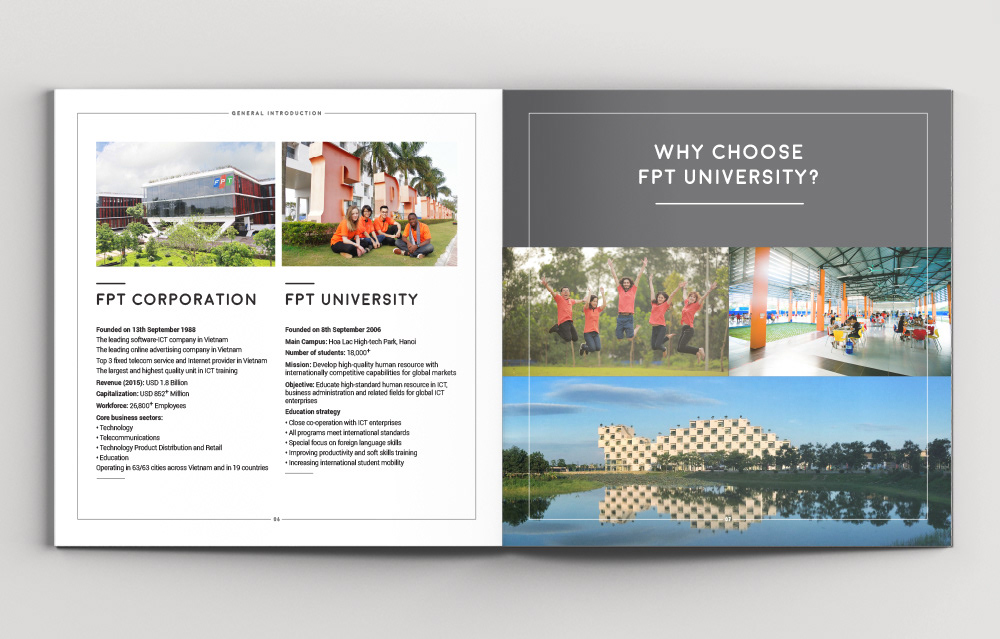 GENERAL INTRODUCTION
FPT
FPT CORPORATION
Founded on 13th September 1988
The leading software-ICT company in Vietnam
The leading online advertising company in Vietnam
Top 3 fixed telecom service and Internet provider in Vietnam
The largest and highest quality unit in ICT training
Revenue (2015): USD 1.8 Billion
Capitalization: USD 852+ Million
Workforce: 26,800+ Employees
Core business sectors:
• Technology
• Telecommunications
• Technology Product Distribution and Retail
• Education
Operating in 63/63 cities across Vietnam and in 19 countries
FPT UNIVERSITY
Founded on 8th September 2006
Main Campus: Hoa Lac High-tech Park, Hanoi
Number of students: 18,000+
Mission: Develop high-quality human resource with
internationally competitive capabilities for global markets
Objective: Educate high-standard human resource in ICT,
business administration and related fields for global ICT
enterprises
Education strategy
• Close co-operation with ICT enterprises
• All programs meet international standards
• Special focus on foreign language skills
• Improving productivity and soft skills training
• Increasing international student mobility
06
WHY CHOOSE
FPT UNIVERSITY?
07